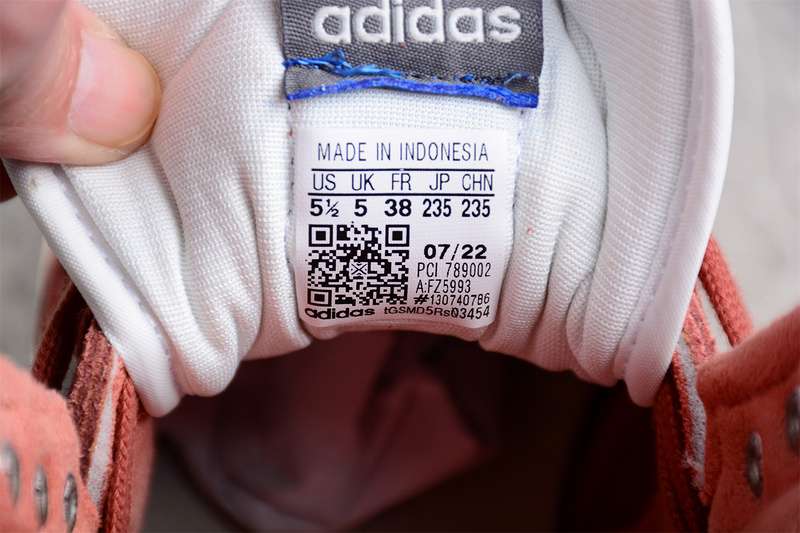 adidas
MADE IN INDONESIA
US UK FR JP CHN
5½ 5 38 235 235
07/22
PCI 789002
A:FZ5993
#1307407B6
adidas tGSMD5Rs03454